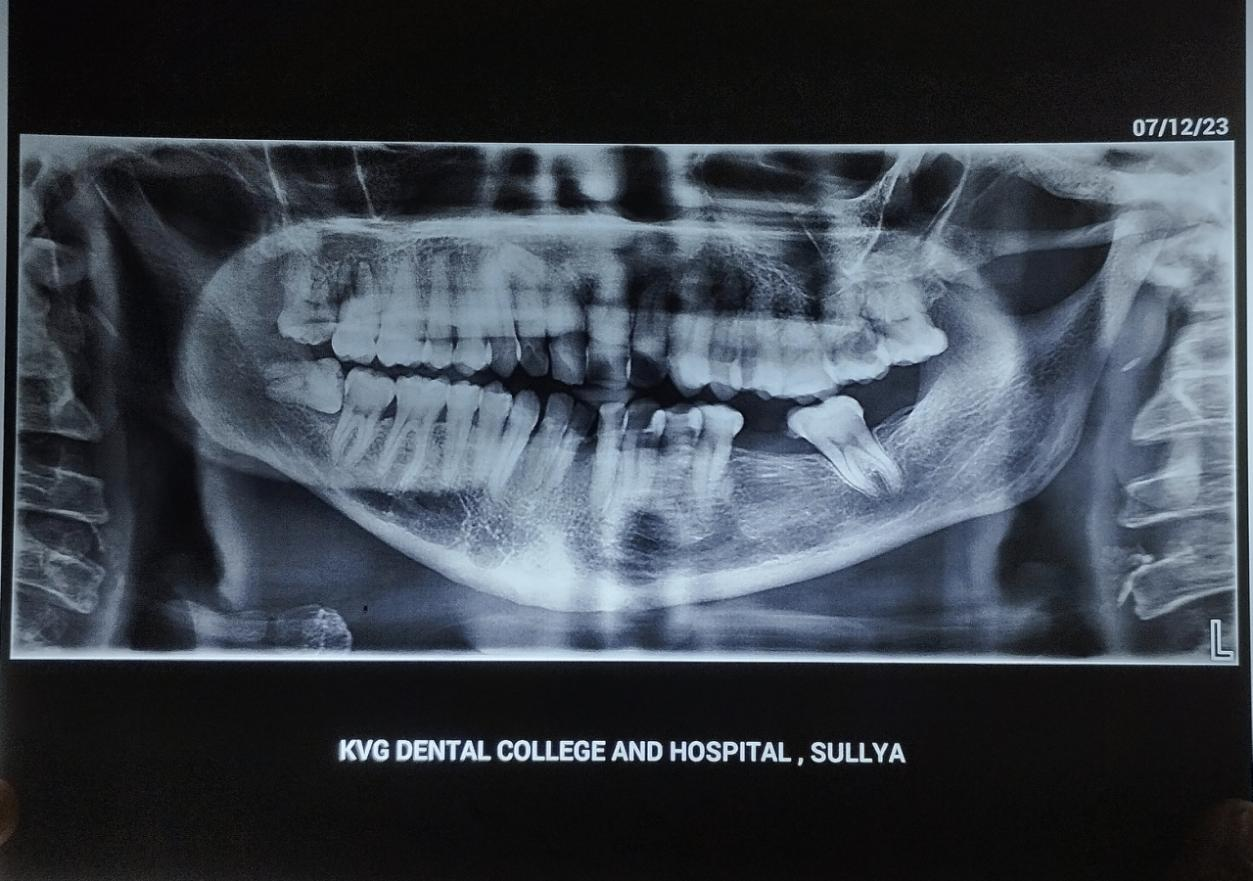 07/12/23
L
KVG DENTAL COLLEGE AND HOSPITAL , SULLYA